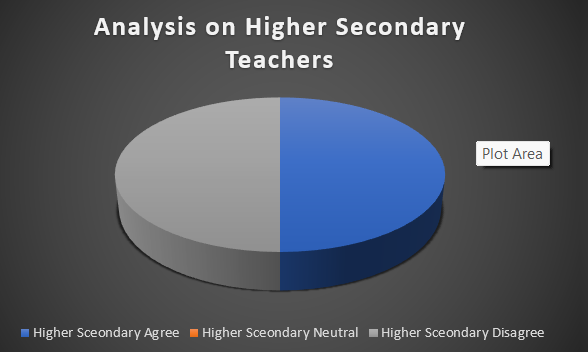 Analysis on Higher Secondary
Teachers
Plot Area
Higher Sceondary Agree
Higher Sceondary Neutral
Higher Sceondary Disagree